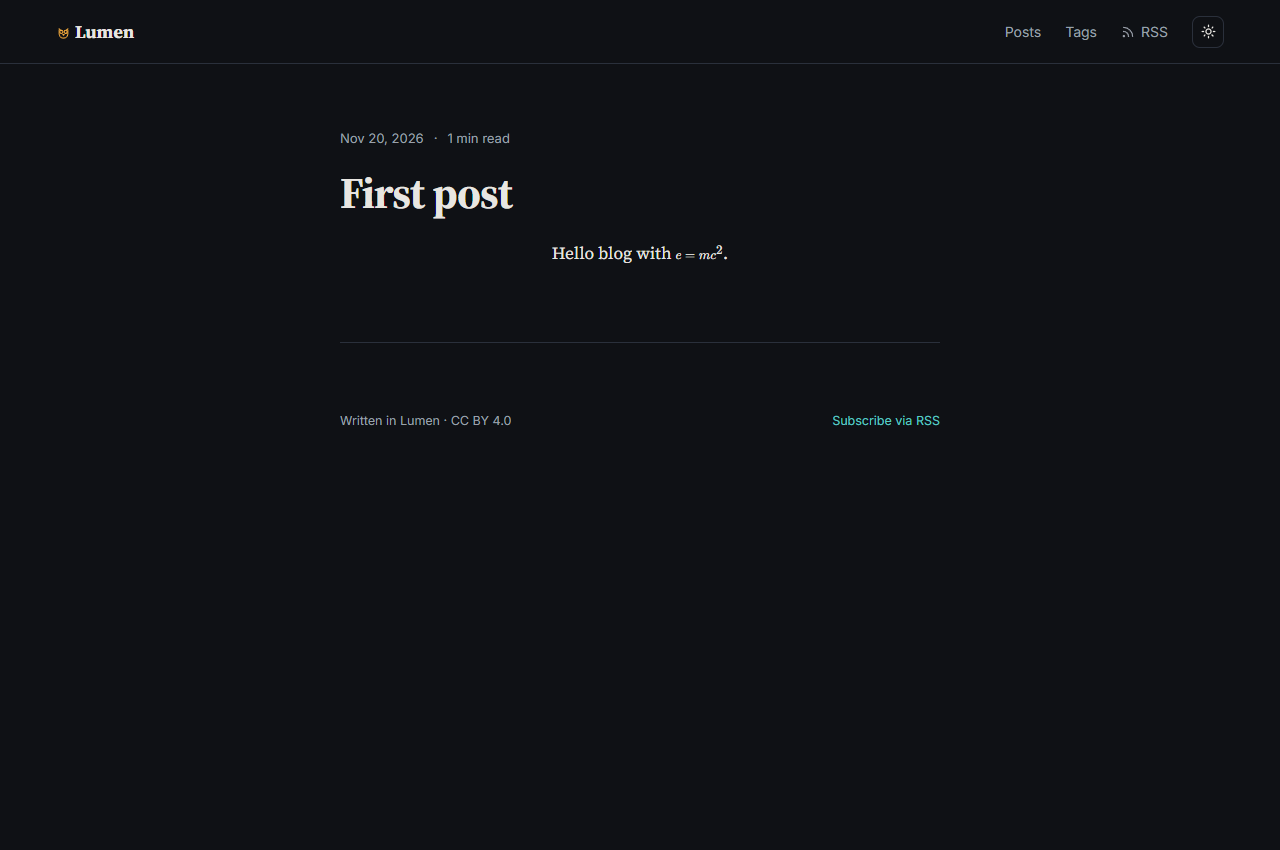 Lumen
Posts
Tags
RSS
Nov 20, 2026 · 1 min read
First post
Hello blog with e = mc².
Written in Lumen · CC BY 4.0
Subscribe via RSS